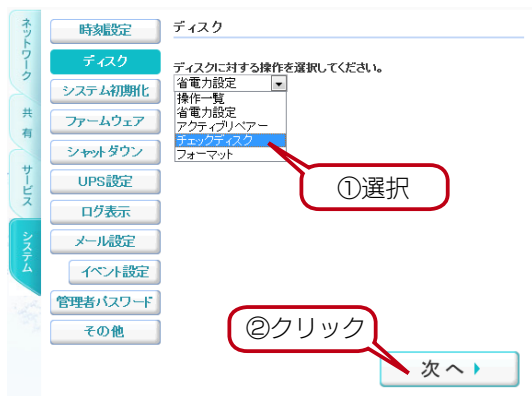 ネットワーク
共有
サービス
システム
時刻設定
ディスク
システム初期化
ファームウェア
シャットダウン
UPS設定
ログ表示
メール設定
イベント設定
管理者パスワード
その他
ディスク
ディスクに対する操作を選択してください。
省電力設定
操作一覧
省電力設定
アクティブリペアー
チェックディスク
フォーマット
①選択
②クリック
次へ